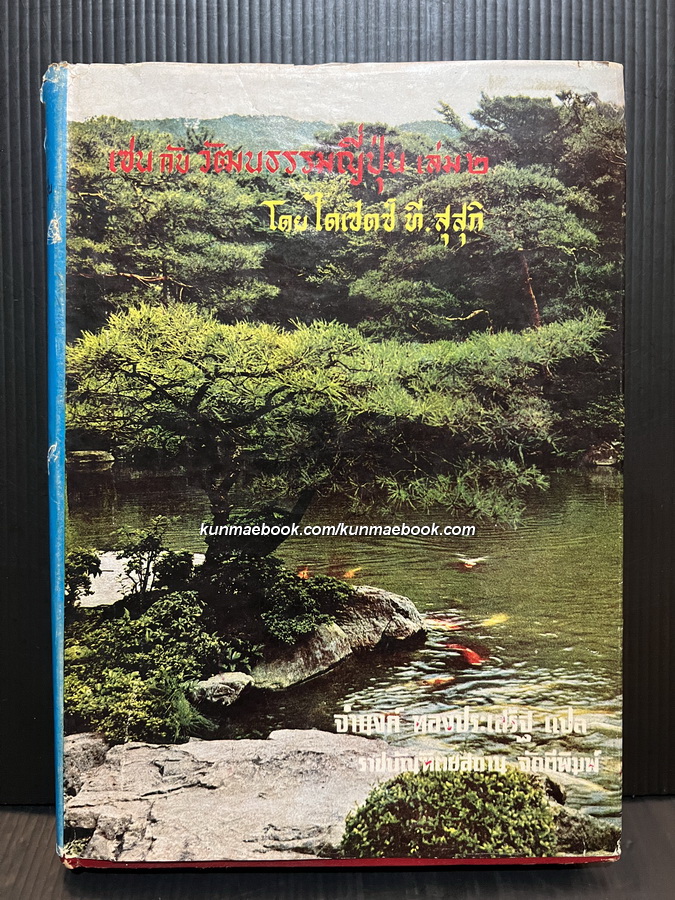 เซน กับ วัฒนธรรมญี่ปุ่น เล่ม ๒
โดย ไดเซตซ์ ที. สุสุกิ
kunmaebook.com/kunmaebook.com
จำนงค์ ทองประเสริฐ แปล
ราชบัณฑิตยสถาน จัดตีพิมพ์